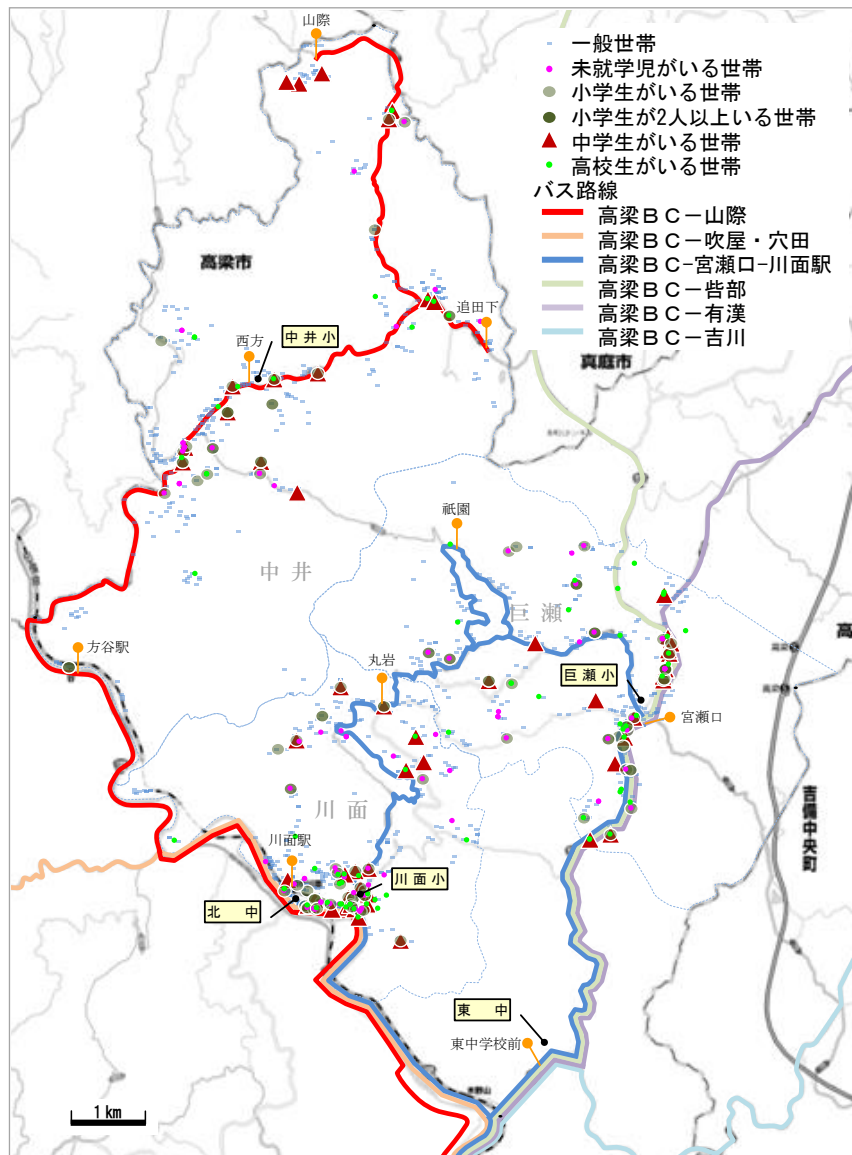 山際
一般世帯
未就学児がいる世帯
小学生がいる世帯
小学生が2人以上いる世帯
中学生がいる世帯
高校生がいる世帯
バス路線
高梁BC－山際
高梁BC－吹屋・穴田
高梁BC-宮瀬口-川面駅
高梁BC－呰部
高梁BC－有漢
高梁BC－吉川
高梁市
追田下
西方
中井小
真庭市
祇園
中井
巨瀬
方谷駅
丸岩
巨瀬小
高梁
高
高梁
宮瀬口
吉備中央町
川面
川面駅
川面小
北中
東中
東中学校前
1 km